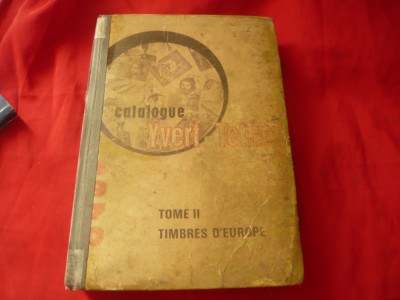 catalogue
Yvert
TOME II
TIMBRES D'EUROPE